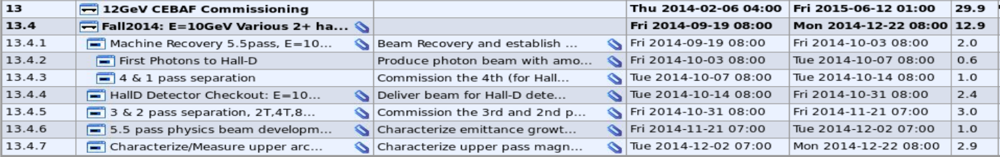 13 12GeV CEBAF Commissioning Thu 2014-02-06 04:00 Fri 2015-06-12 01:00 29.9
13.4 Fall2014: E=10GeV Various 2+ ha... Fri 2014-09-19 08:00 Mon 2014-12-22 08:00 12.9
13.4.1 Machine Recovery 5.5pass, E=10... Beam Recovery and establish ... Fri 2014-09-19 08:00 Fri 2014-10-03 08:00 2.0
13.4.2 First Photons to Hall-D Produce photon beam with amo... Fri 2014-10-03 08:00 Tue 2014-10-07 08:00 0.6
13.4.3 4 & 1 pass separation Commission the 4th (for Hall... Tue 2014-10-07 08:00 Tue 2014-10-14 08:00 1.0
13.4.4 HallD Detector Checkout: E=10... Deliver beam for Hall-D dete... Tue 2014-10-14 08:00 Fri 2014-10-31 08:00 2.4
13.4.5 3 & 2 pass separation, 2T,4T,8... Commission the 3rd and 2nd p... Fri 2014-10-31 08:00 Fri 2014-11-21 07:00 3.0
13.4.6 5.5 pass physics beam developm... Characterize emittance growt... Fri 2014-11-21 07:00 Tue 2014-12-02 07:00 1.0
13.4.7 Characterize/Measure upper arc... Characterize upper pass magn... Tue 2014-12-02 07:00 Mon 2014-12-22 08:00 2.9